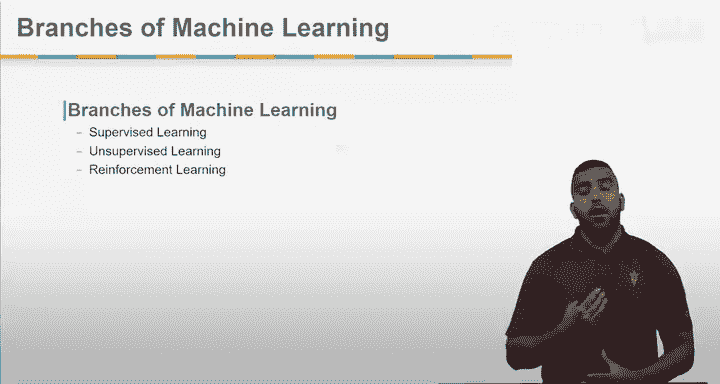 Branches of Machine Learning
Branches of Machine Learning
– Supervised Learning
– Unsupervised Learning
– Reinforcement Learning